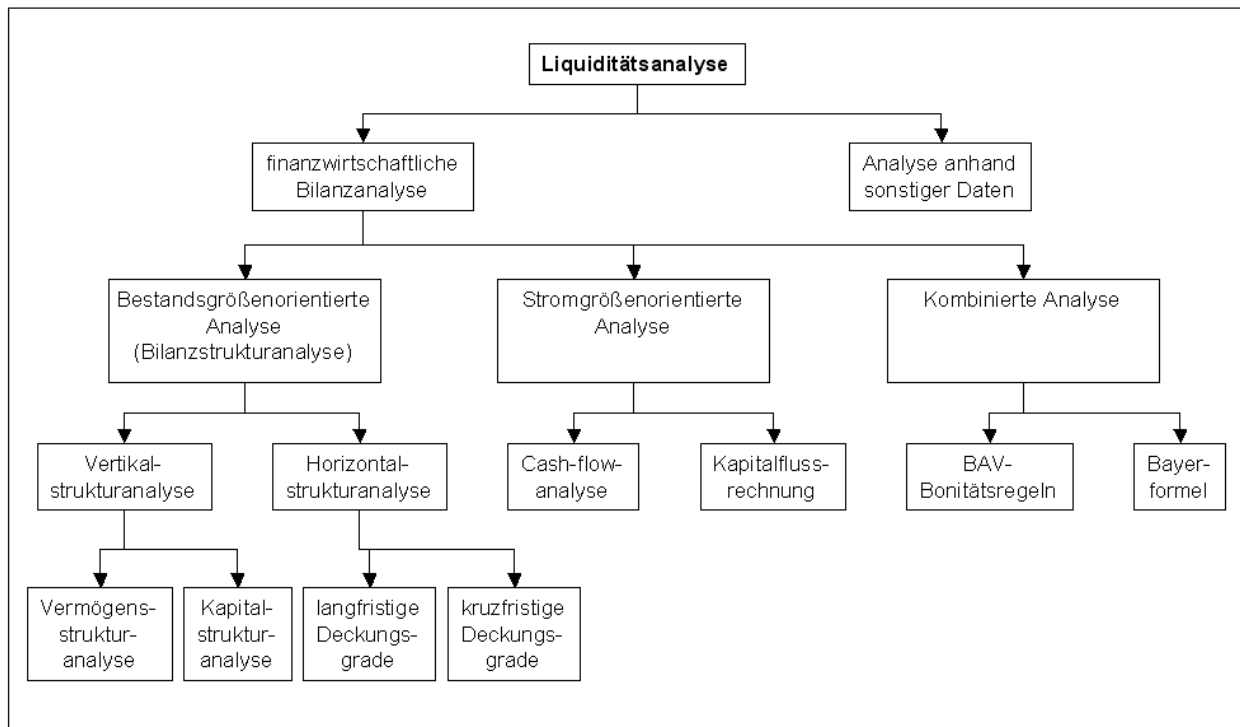 Liquiditätsanalyse
finanzwirtschaftliche
Bilanzanalyse
Analyse anhand
sonstiger Daten
Bestandsgrößenorientierte
Analyse
(Bilanzstrukturanalyse)
Stromgrößenorientierte
Analyse
Kombinierte Analyse
Vertikal-
strukturanalyse
Horizontal-
strukturanalyse
Cash-flow-
analyse
Kapitalfluss-
rechnung
BAV-
Bonitätsregeln
Bayer-
formel
Vermögens-
struktur-
analyse
Kapital-
struktur-
analyse
langfristige
Deckungs-
grade
kruzfristige
Deckungs-
grade